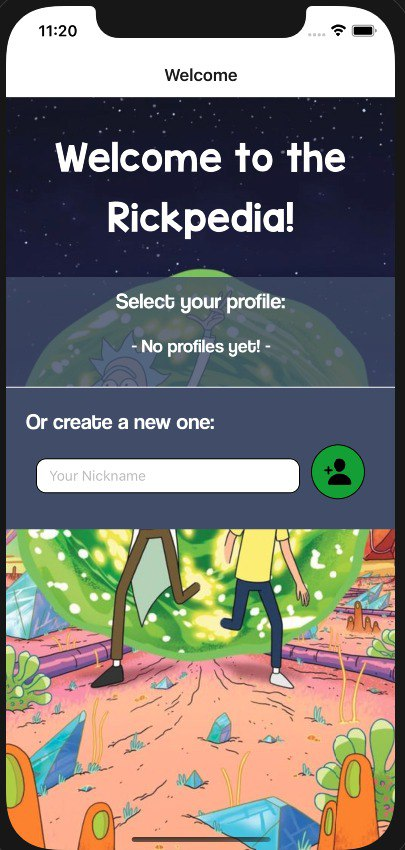 11:20
Welcome
Welcome to the
Rickpedia!
Select your profile:
- No profiles yet! -
Or create a new one:
Your Nickname